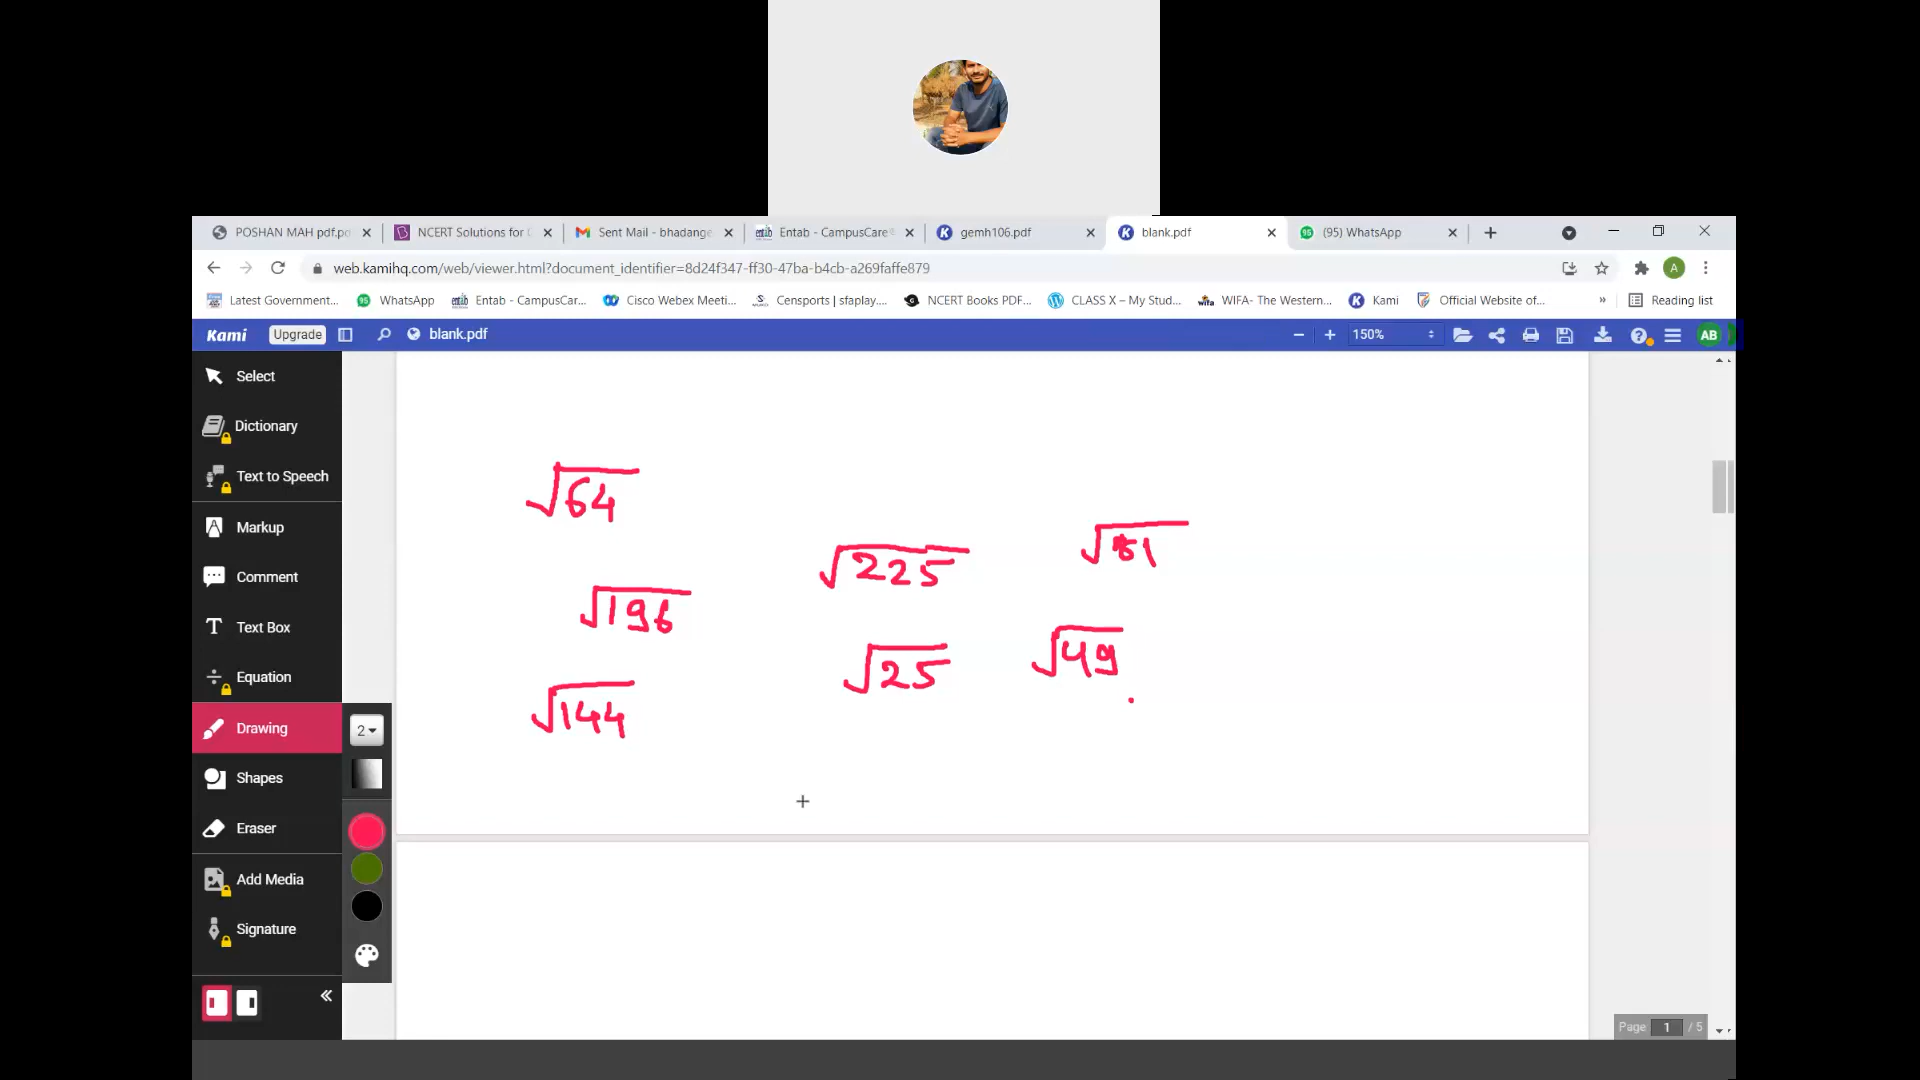 POSHAN MAH pdf.po
NCERT Solutions for
Sent Mail - bhadange
Entab - CampusCare
gemh106.pdf
blank.pdf
(95) WhatsApp
web.kamihq.com/web/viewer.html?document_identifier=8d24f347-ff30-47ba-b4cb-a269faffe879
A
Latest Government...
WhatsApp
Entab - CampusCar...
Cisco Webex Meeti...
Censports | sfaplay....
NCERT Books PDF...
CLASS X – My Stud...
WIFA- The Western...
Kami
Official Website of...
»
Reading list
Kami
Upgrade
blank.pdf
150%
AB
Select
Dictionary
Text to Speech
Markup
Comment
Text Box
Equation
Drawing
2
Shapes
Eraser
Add Media
Signature
√64
√225
√81
√196
√25
√49
√144
Page 1 / 5